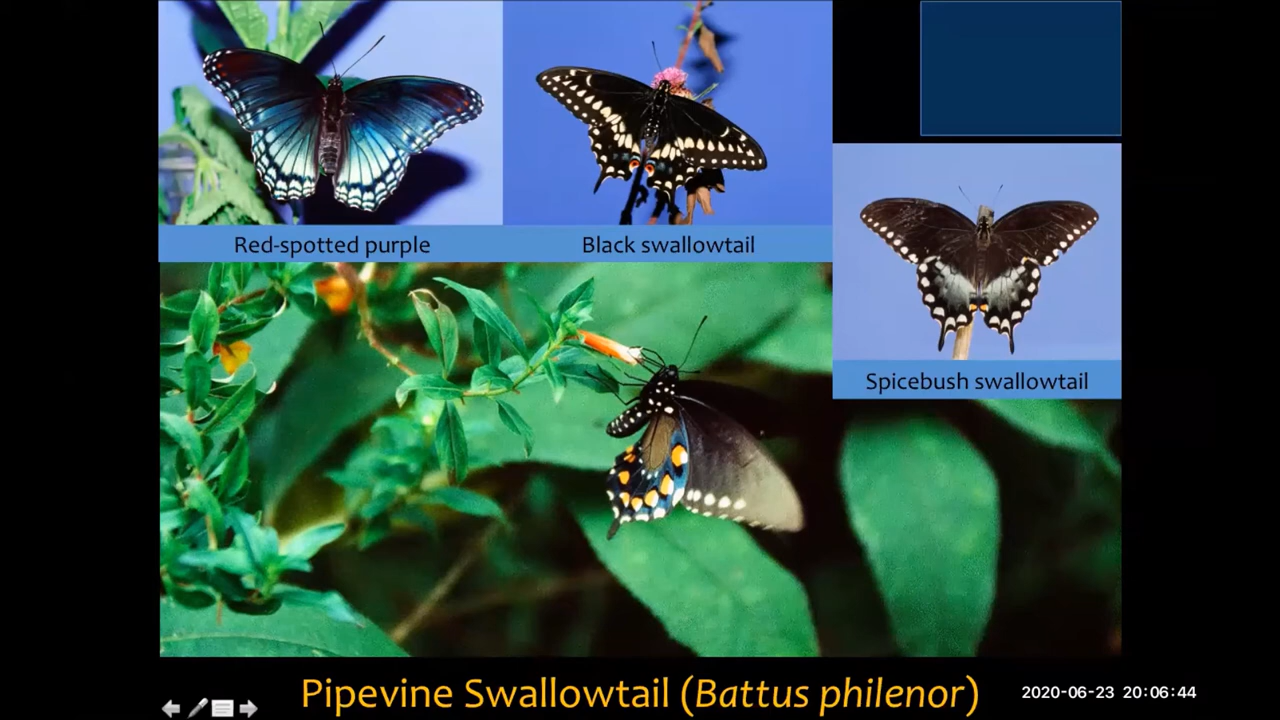 Red-spotted purple
Black swallowtail
Spicebush swallowtail
Pipevine Swallowtail (Battus philenor)
2020-06-23 20:06:44